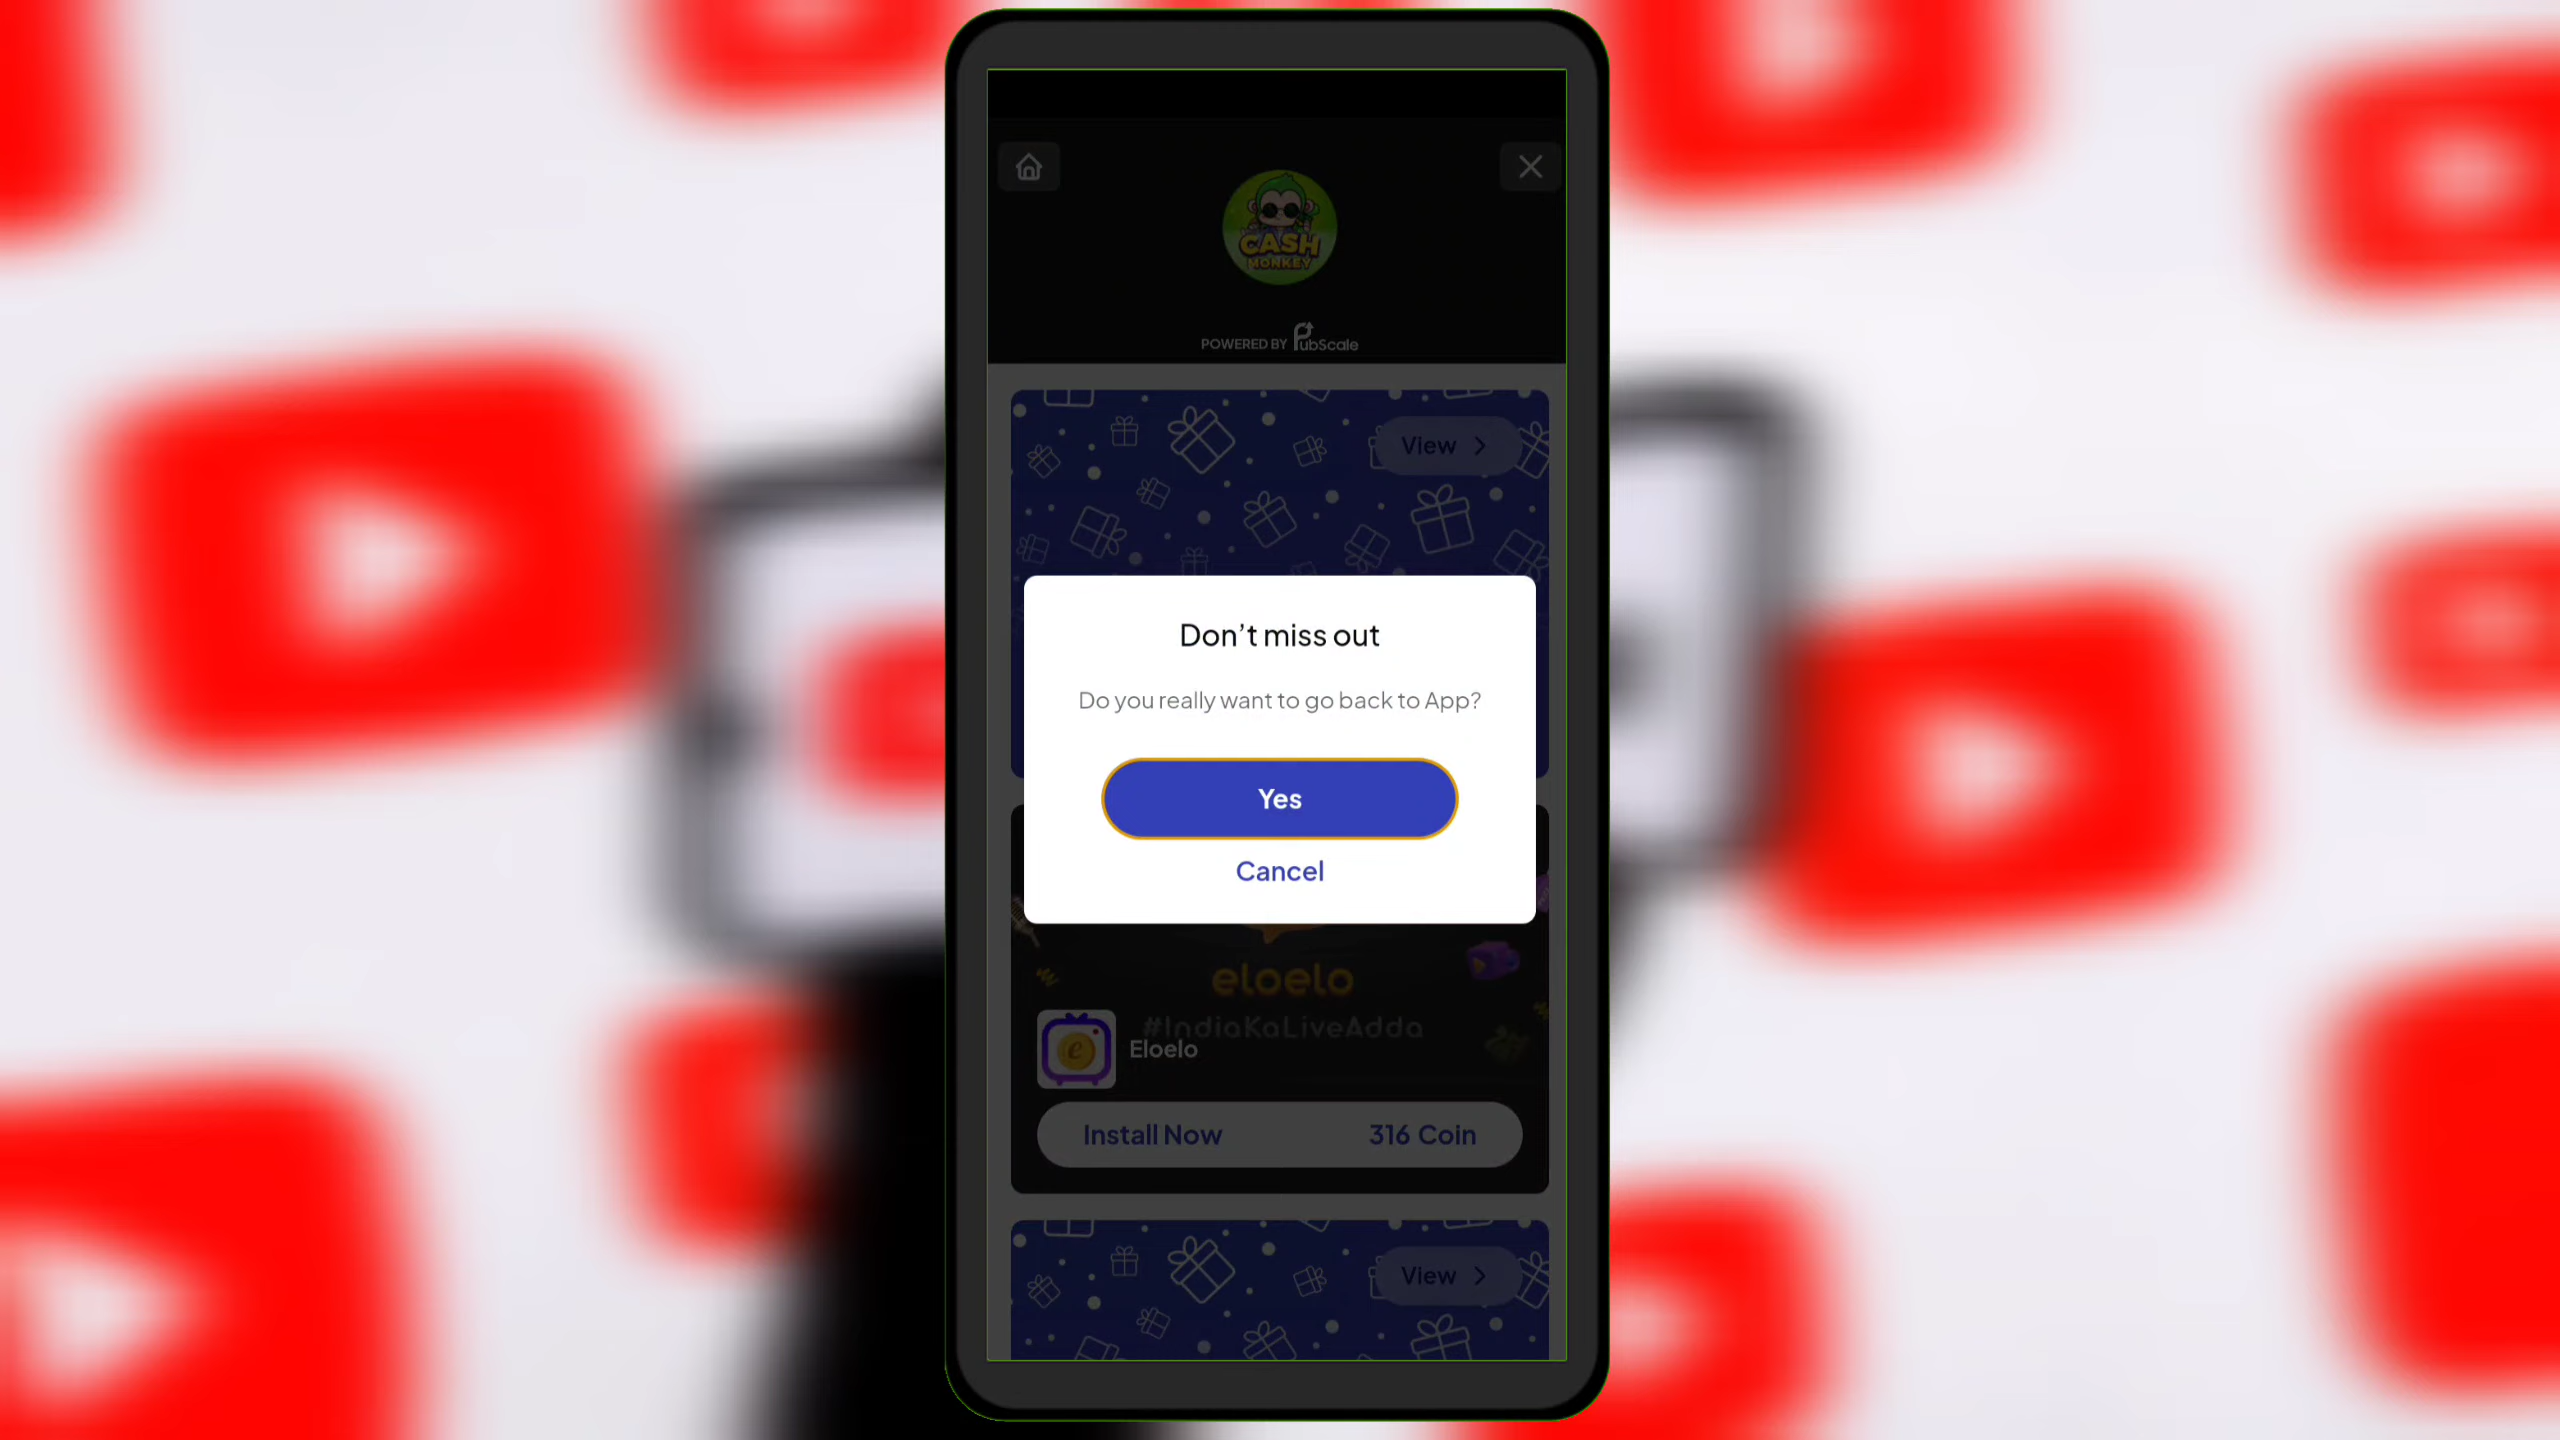 CASH
MONKEY
POWERED BY PubScale
View
Don't miss out
Do you really want to go back to App?
Yes
Cancel
eloelo
#IndiaKaLiveAdda
Eloelo
Install Now 316 Coin
View